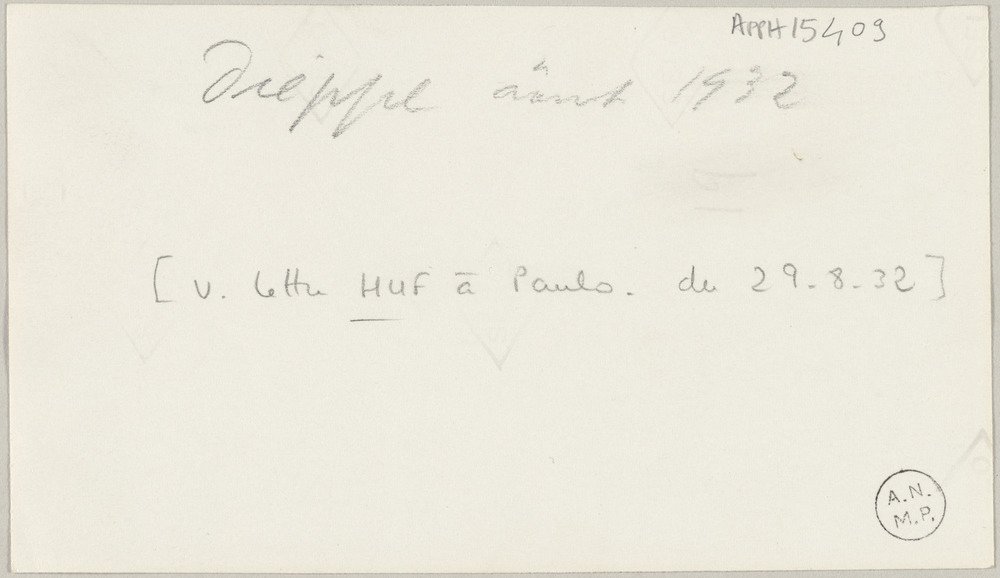 APPH15409
Dieppe août 1932
[ v. lettre HUF à Paulo. du 29-8-32 ]
A.N.
M.P.